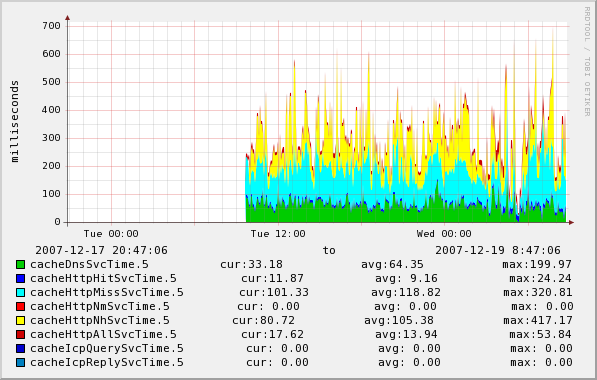 RRDTOOL / TOBI OETIKER
milliseconds
700
600
500
400
300
200
100
0
Tue 00:00 Tue 12:00 Wed 00:00
2007-12-17 20:47:06 to 2007-12-19 8:47:06
cacheDnsSvcTime.5 cur:33.18 avg:64.35 max:199.97
cacheHttpHitSvcTime.5 cur:11.87 avg: 9.16 max:24.24
cacheHttpMissSvcTime.5 cur:101.33 avg:118.82 max:320.81
cacheHttpNmSvcTime.5 cur: 0.00 avg: 0.00 max: 0.00
cacheHttpNhSvcTime.5 cur:80.72 avg:105.38 max:417.17
cacheHttpAllSvcTime.5 cur:17.62 avg:13.94 max:53.84
cacheIcpQuerySvcTime.5 cur: 0.00 avg: 0.00 max: 0.00
cacheIcpReplySvcTime.5 cur: 0.00 avg: 0.00 max: 0.00